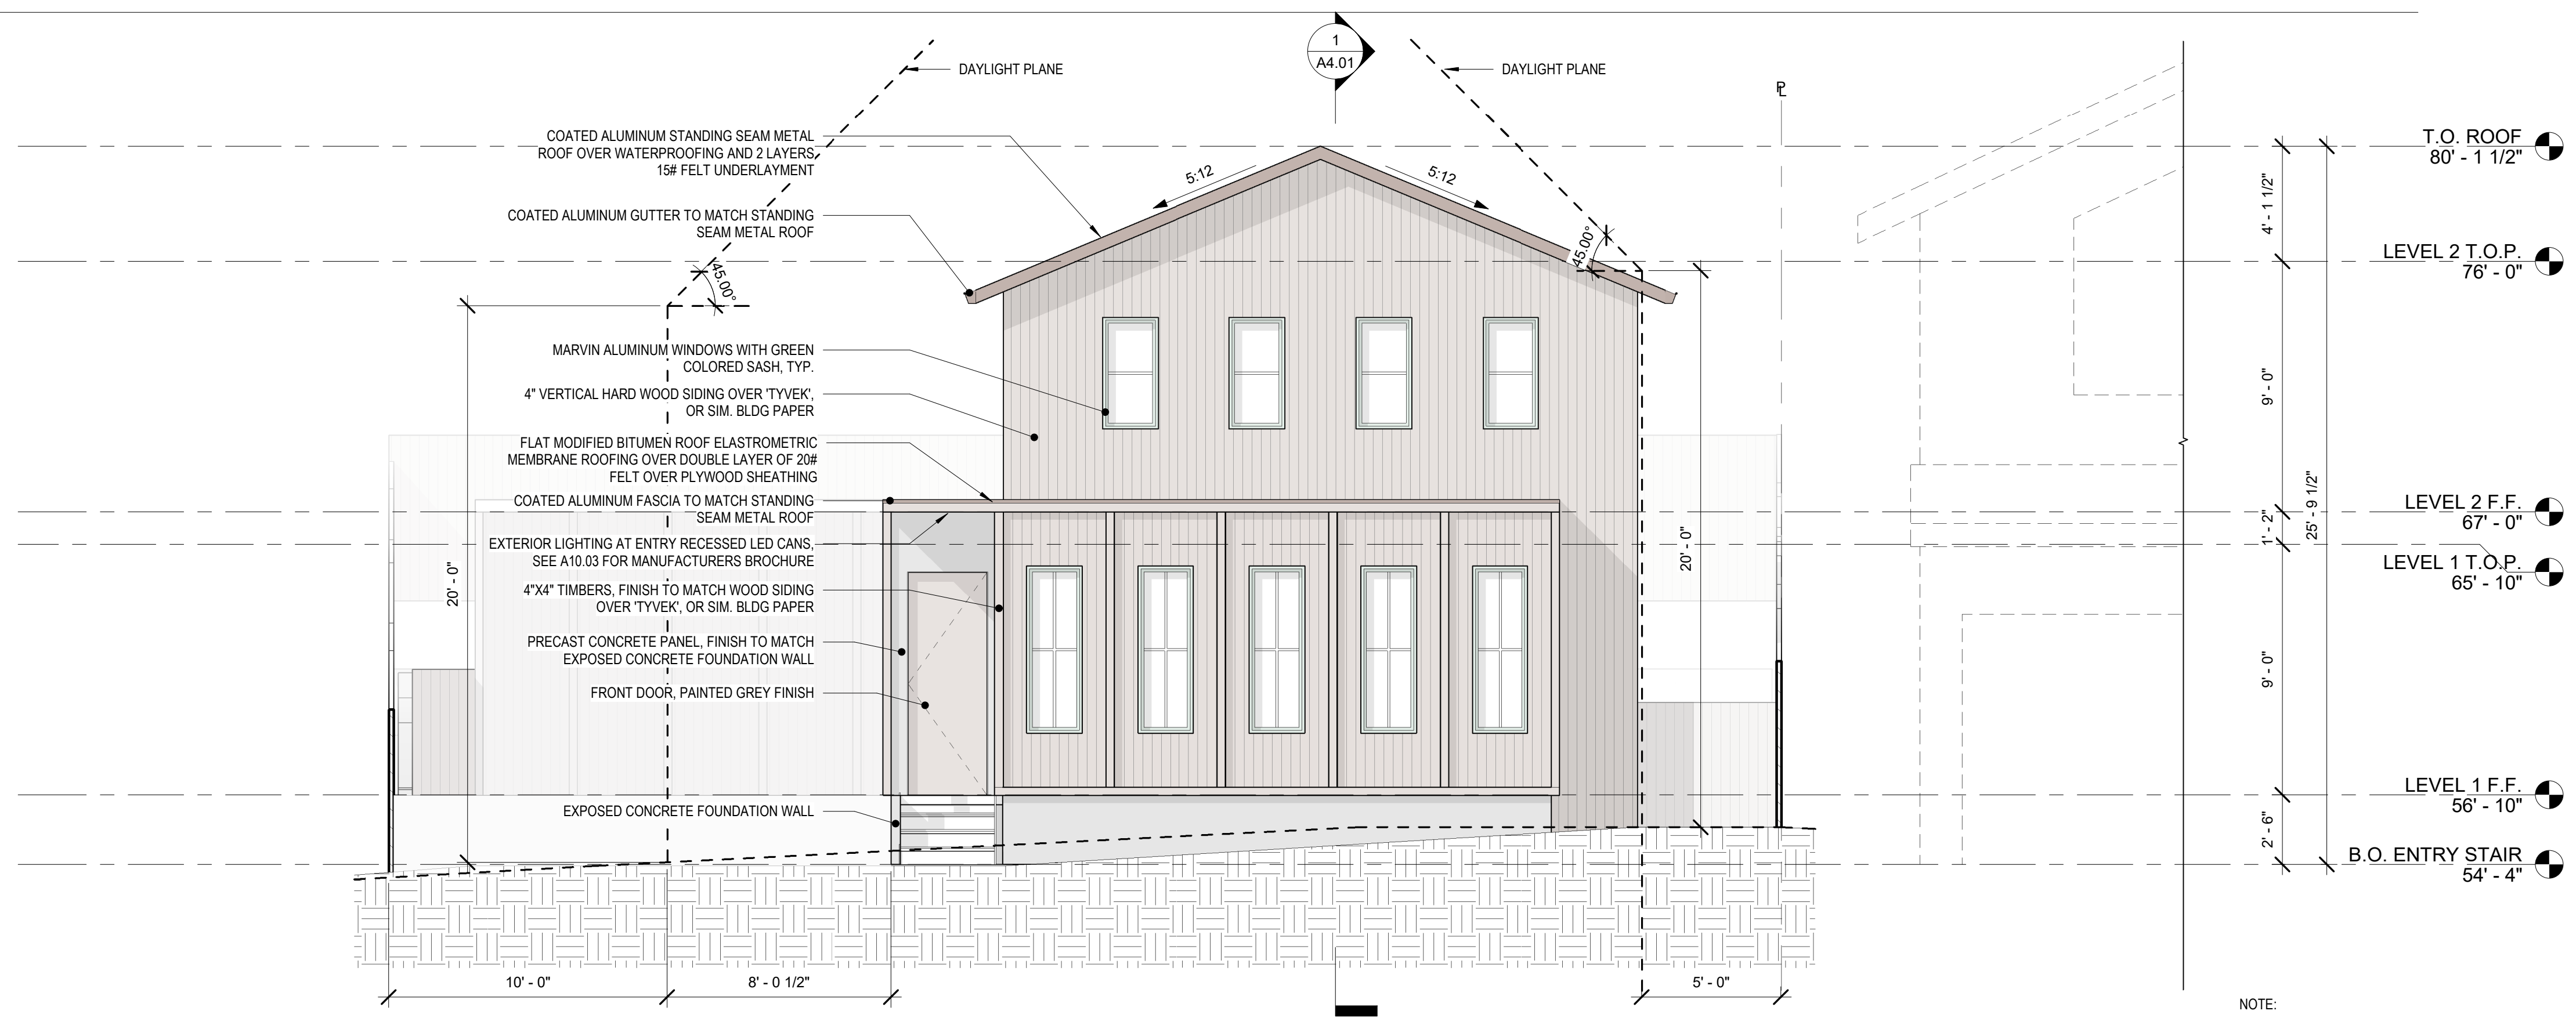 1
A4.01
DAYLIGHT PLANE
DAYLIGHT PLANE
PL
COATED ALUMINUM STANDING SEAM METAL
ROOF OVER WATERPROOFING AND 2 LAYERS
15# FELT UNDERLAYMENT
5:12
5:12
COATED ALUMINUM GUTTER TO MATCH STANDING
SEAM METAL ROOF
45.00°
45.00°
MARVIN ALUMINUM WINDOWS WITH GREEN
COLORED SASH, TYP.
4" VERTICAL HARD WOOD SIDING OVER 'TYVEK',
OR SIM. BLDG PAPER
FLAT MODIFIED BITUMEN ROOF ELASTROMETRIC
MEMBRANE ROOFING OVER DOUBLE LAYER OF 20#
FELT OVER PLYWOOD SHEATHING
COATED ALUMINUM FASCIA TO MATCH STANDING
SEAM METAL ROOF
EXTERIOR LIGHTING AT ENTRY RECESSED LED CANS,
SEE A10.03 FOR MANUFACTURERS BROCHURE
4"X4" TIMBERS, FINISH TO MATCH WOOD SIDING
OVER 'TYVEK', OR SIM. BLDG PAPER
PRECAST CONCRETE PANEL, FINISH TO MATCH
EXPOSED CONCRETE FOUNDATION WALL
FRONT DOOR, PAINTED GREY FINISH
EXPOSED CONCRETE FOUNDATION WALL
20' - 0"
20' - 0"
10' - 0"
8' - 0 1/2"
5' - 0"
4' - 1 1/2"
9' - 0"
1' - 2"
9' - 0"
2' - 6"
25' - 9 1/2"
T.O. ROOF
80' - 1 1/2"
LEVEL 2 T.O.P.
76' - 0"
LEVEL 2 F.F.
67' - 0"
LEVEL 1 T.O.P.
65' - 10"
LEVEL 1 F.F.
56' - 10"
B.O. ENTRY STAIR
54' - 4"
NOTE: